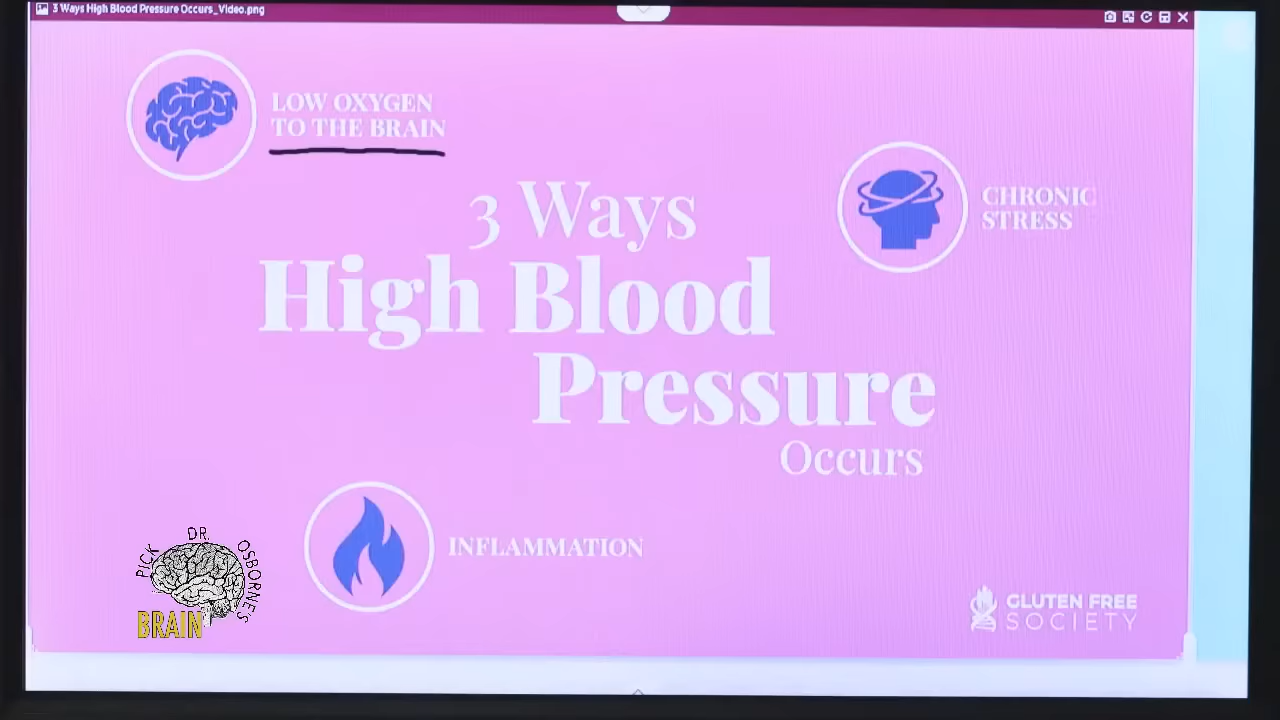 3 Ways High Blood Pressure Occurs_Video.png
LOW OXYGEN
TO THE BRAIN
CHRONIC
STRESS
3 Ways
High Blood
Pressure
Occurs
INFLAMMATION
PICK DR. OSBORNE'S
BRAIN
GLUTEN FREE
SOCIETY